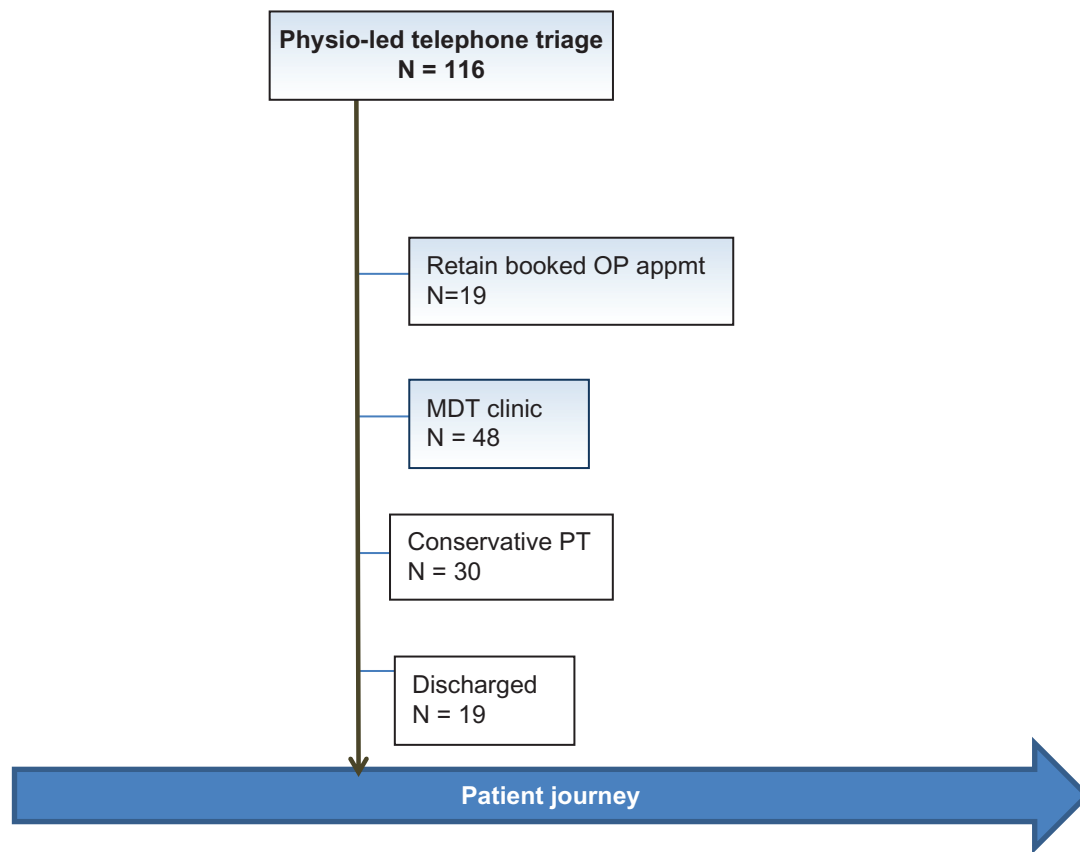 Physio-led telephone triage
N = 116
Retain booked OP appmt
N=19
MDT clinic
N = 48
Conservative PT
N = 30
Discharged
N = 19
Patient journey